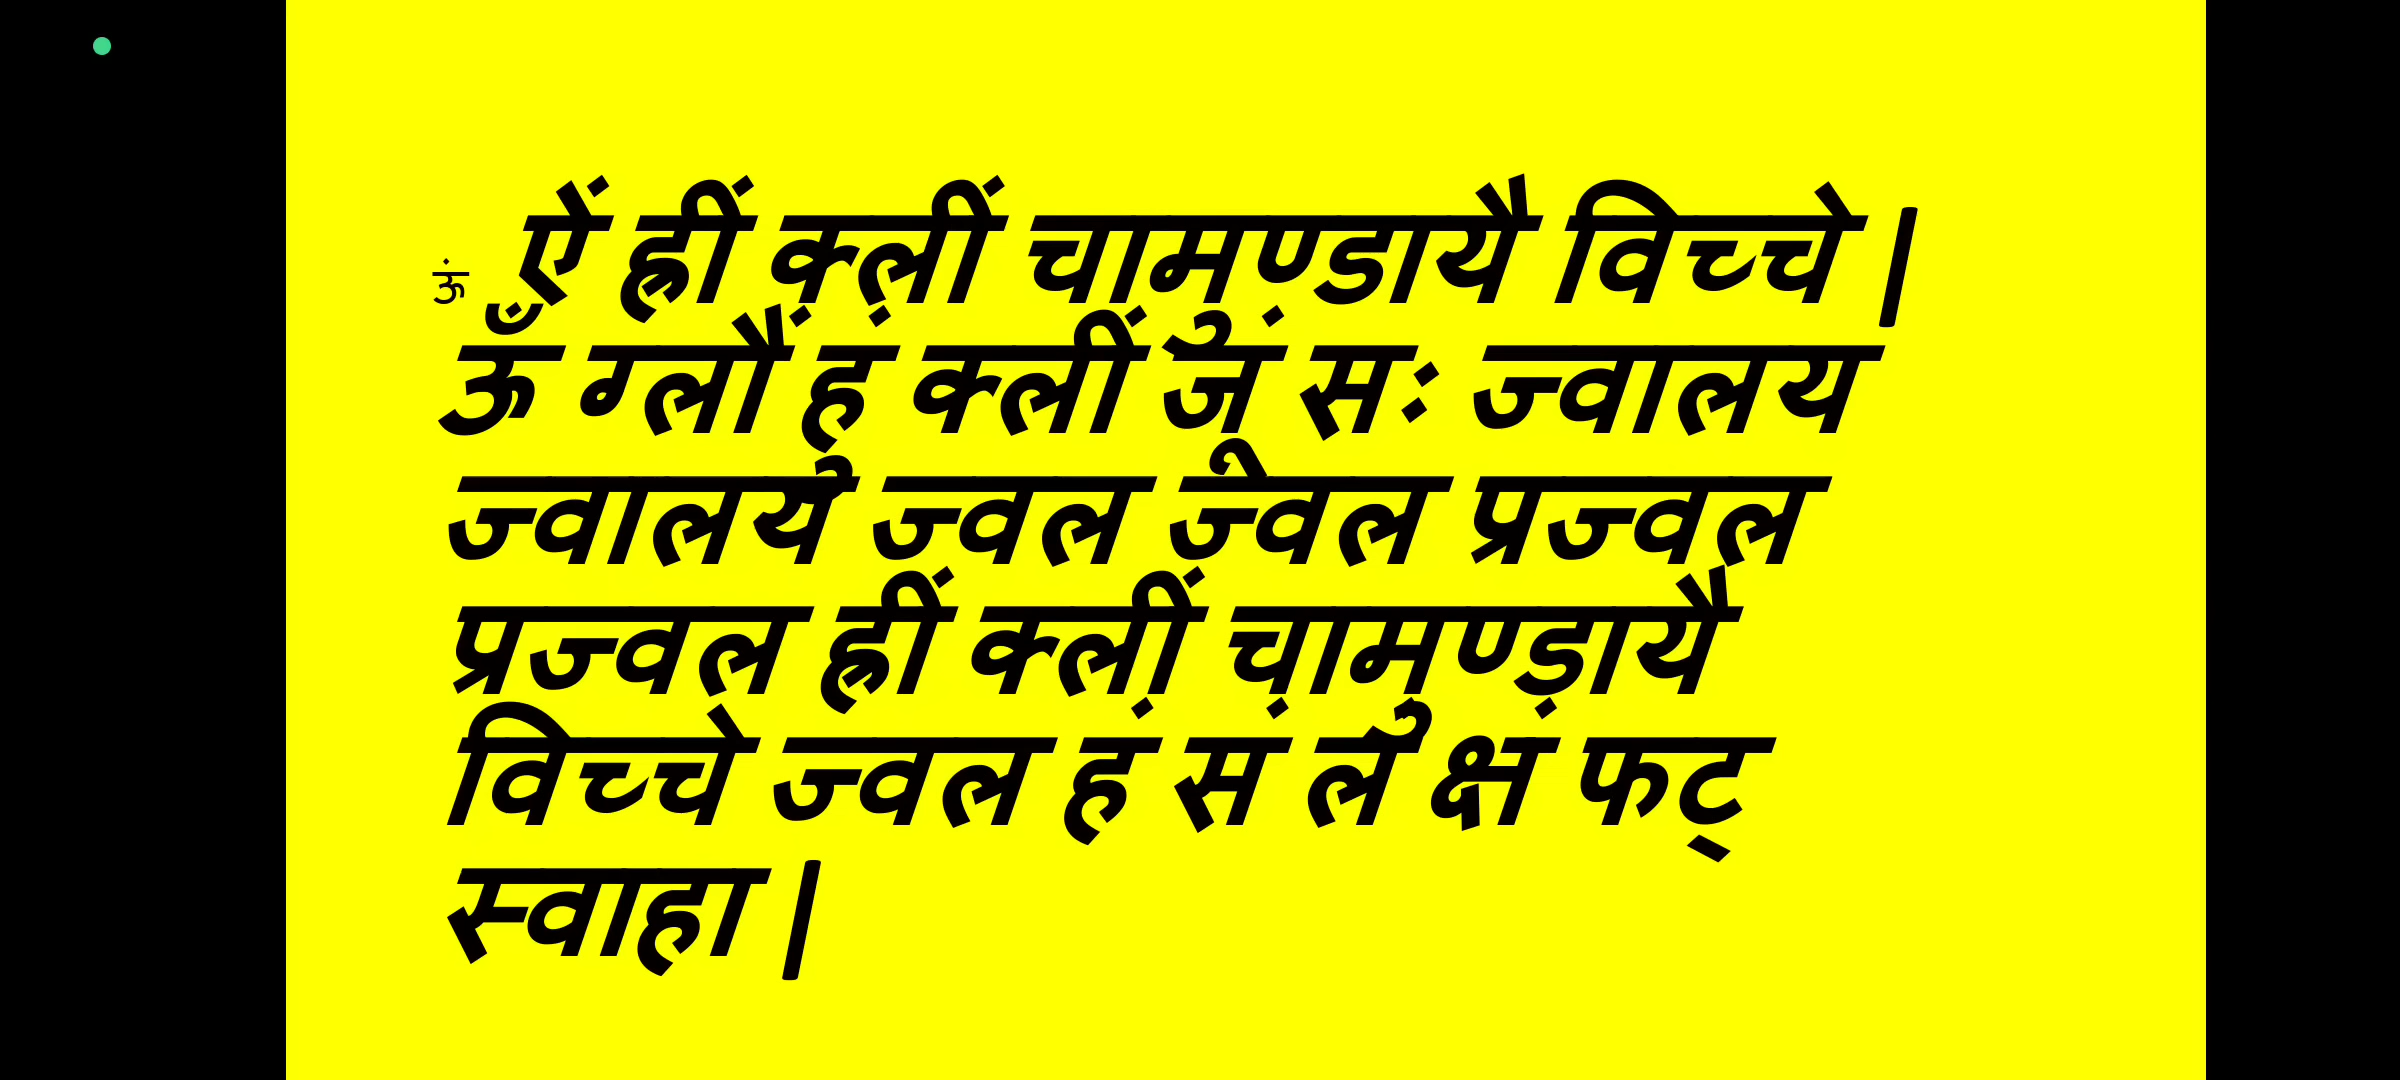 ऊं ऐं ह्रीं क्लीं चामुण्डायै विच्चे |
ऊँ ग्लौं हुं क्लीं जूं सः ज्वालय
ज्वालय ज्वल ज्वल प्रज्वल
प्रज्वल ह्रीं क्लीं चामुण्डायै
विच्चे ज्वल हं सं लं क्षं फट्
स्वाहा |